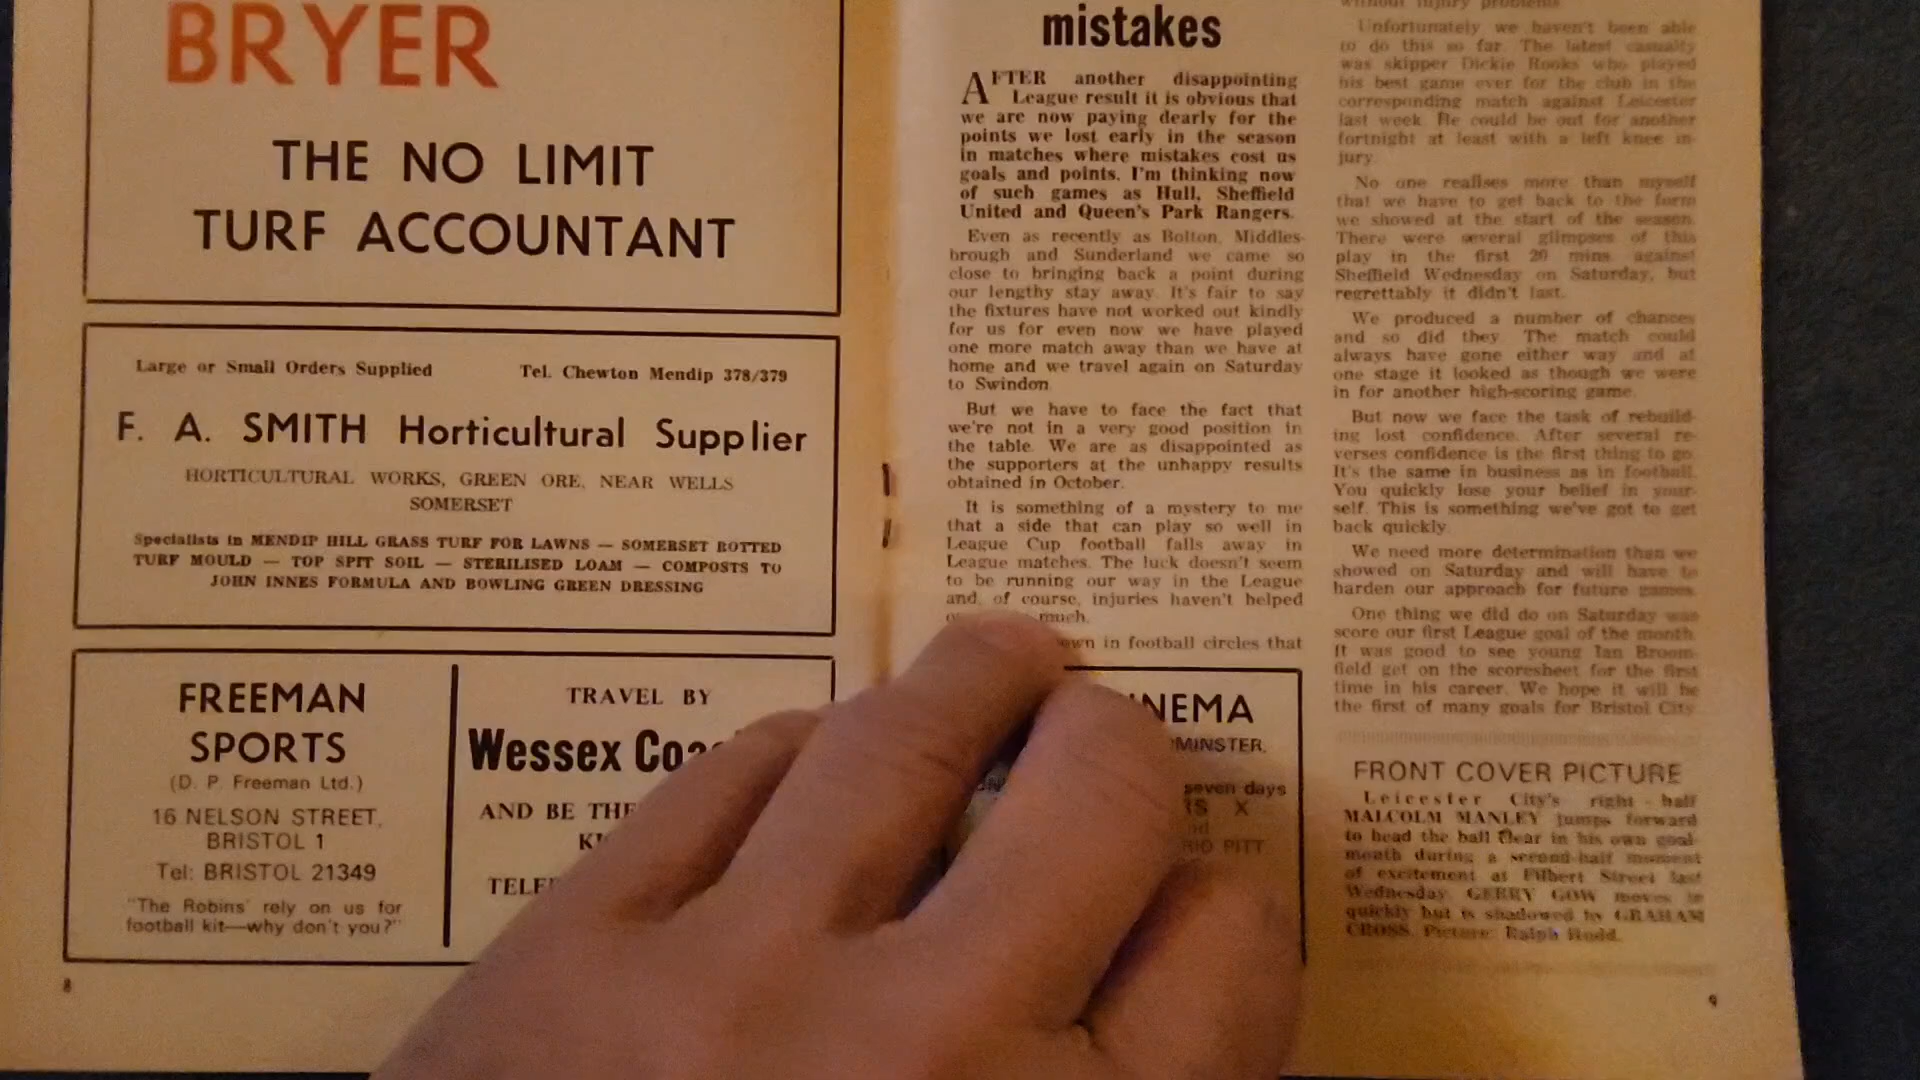 BRYER
THE NO LIMIT
TURF ACCOUNTANT
Large or Small Orders Supplied Tel. Chewton Mendip 378/379
F. A. SMITH Horticultural Supplier
HORTICULTURAL WORKS, GREEN ORE, NEAR WELLS
SOMERSET
Specialists in MENDIP HILL GRASS TURF FOR LAWNS — SOMERSET ROTTED
TURF MOULD — TOP SPIT SOIL — STERILISED LOAM — COMPOSTS TO
JOHN INNES FORMULA AND BOWLING GREEN DRESSING
FREEMAN
SPORTS
(D. P. Freeman Ltd.)
16 NELSON STREET,
BRISTOL 1
Tel: BRISTOL 21349
"The Robins' rely on us for
football kit—why don't you?"
TRAVEL BY
Wessex
AND BE THE
8
mistakes
AFTER another disappointing
League result it is obvious that
we are now paying dearly for the
points we lost early in the season
in matches where mistakes cost us
goals and points. I'm thinking now
of such games as Hull, Sheffield
United and Queen's Park Rangers.
Even as recently as Bolton, Middles-
brough and Sunderland we came so
close to bringing back a point during
our lengthy stay away. It's fair to say
the fixtures have not worked out kindly
for us for even now we have played
one more match away than we have at
home and we travel again on Saturday
to Swindon.
But we have to face the fact that
we're not in a very good position in
the table. We are as disappointed as
the supporters at the unhappy results
obtained in October.
It is something of a mystery to me
that a side that can play so well in
League Cup football falls away in
League matches. The luck doesn't seem
to be running our way in the League
and, of course, injuries haven't helped
much.
in football circles that
seven days
X
PITT
without injury problems.
Unfortunately we haven't been able
to do this so far. The latest casualty
was skipper Dickie Rooks who played
his best game ever for the club in the
corresponding match against Leicester
last week. He could be out for another
fortnight at least with a left knee in-
jury.
No one realises more than myself
that we have to get back to the form
we showed at the start of the season.
There were several glimpses of this
play in the first 20 mins. against
Sheffield Wednesday on Saturday, but
regrettably it didn't last.
We produced a number of chances
and so did they. The match could
always have gone either way and at
one stage it looked as though we were
in for another high-scoring game.
But now we face the task of rebuild-
ing lost confidence. After several re-
verses confidence is the first thing to go.
It's the same in business as in football.
You quickly lose your belief in your-
self. This is something we've got to get
back quickly.
We need more determination than we
showed on Saturday and will have to
harden our approach for future games.
One thing we did do on Saturday was
score our first League goal of the month.
It was good to see young Ian Broom-
field get on the scoresheet for the first
time in his career. We hope it will be
the first of many goals for Bristol City.
FRONT COVER PICTURE
Leicester City's right-half
MALCOLM MANLEY jumps forward
to head the ball clear in his own goal-
mouth during a second-half moment
of excitement at Filbert Street last
Wednesday. GERRY GOW moves in
quickly but is shadowed by GRAHAM
CROSS. Picture: Ralph Hudd.
9